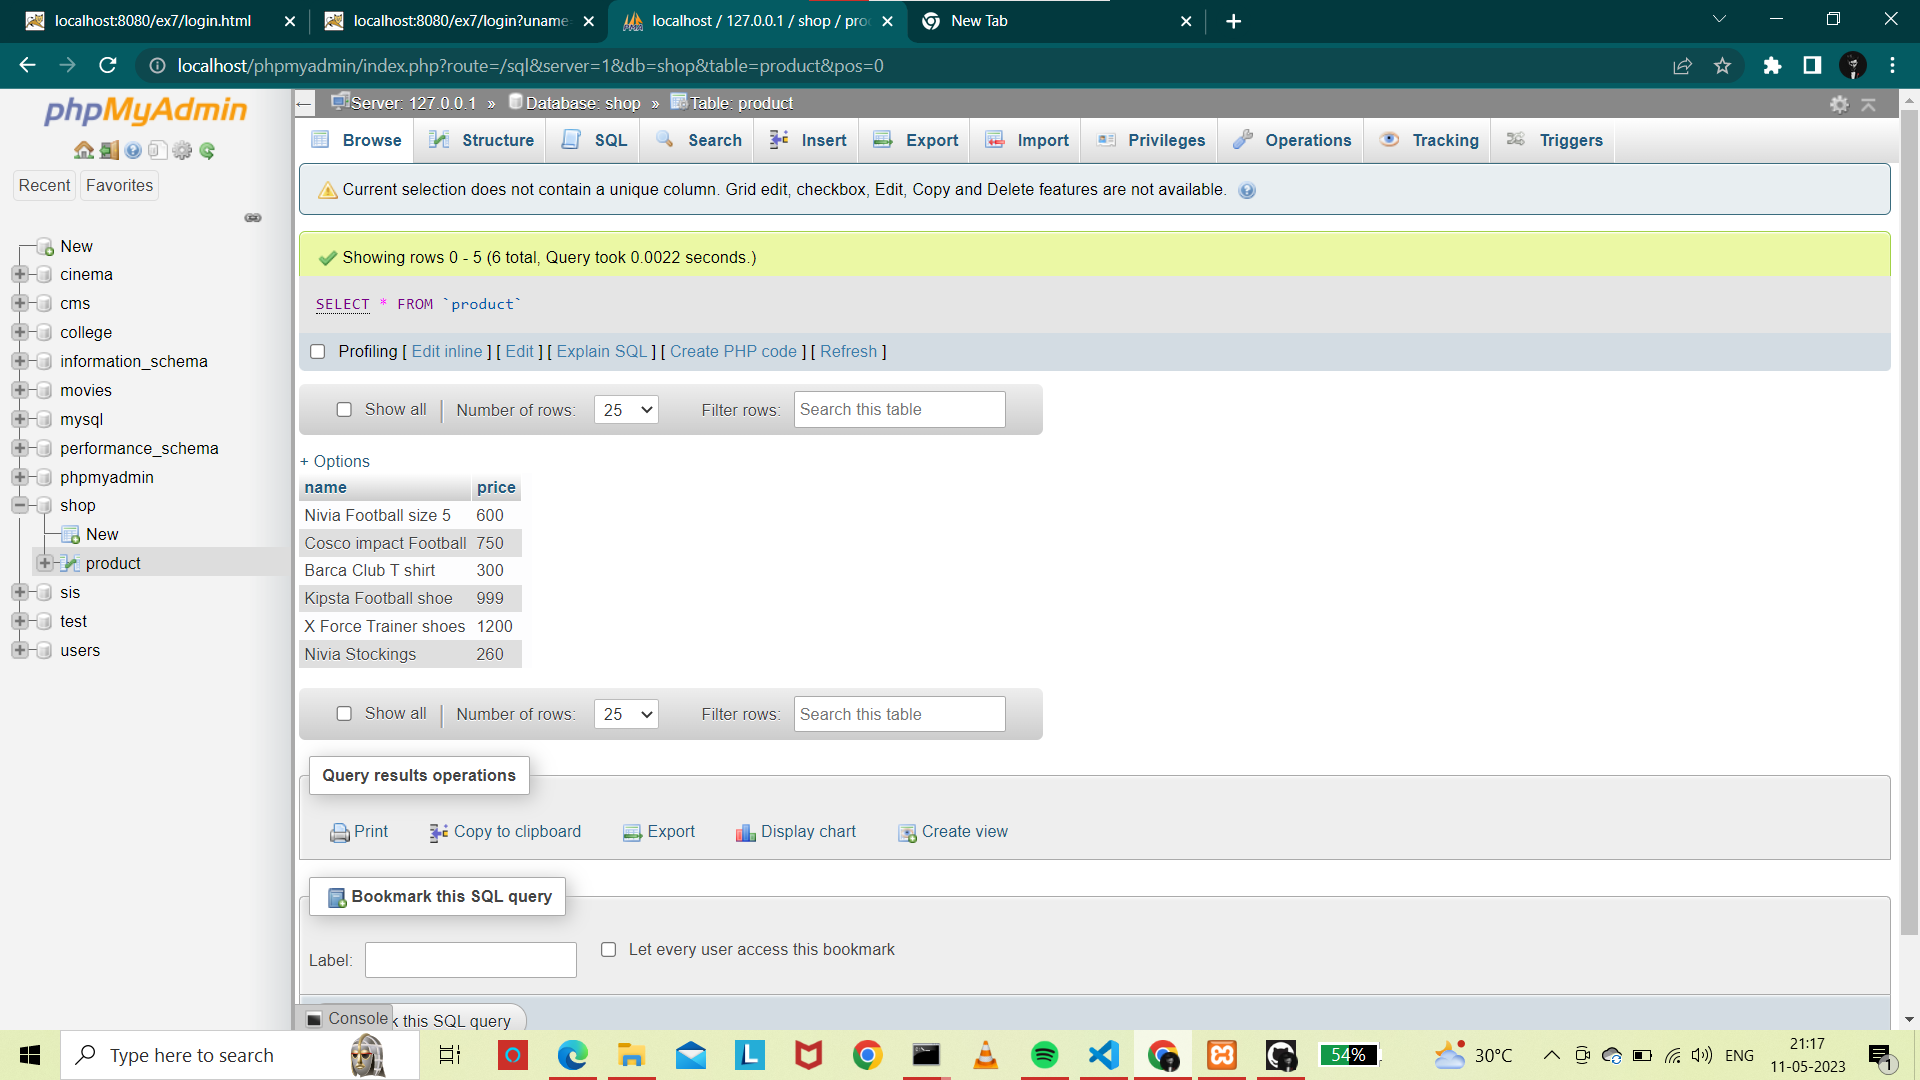 localhost:8080/ex7/login.html
localhost:8080/ex7/login?uname
localhost / 127.0.0.1 / shop / pro
New Tab
localhost/phpmyadmin/index.php?route=/sql&server=1&db=shop&table=product&pos=0
phpMyAdmin
Recent Favorites
New
cinema
cms
college
information_schema
movies
mysql
performance_schema
phpmyadmin
shop
New
product
sis
test
users
Server: 127.0.0.1 » Database: shop » Table: product
Browse Structure SQL Search Insert Export Import Privileges Operations Tracking Triggers
Current selection does not contain a unique column. Grid edit, checkbox, Edit, Copy and Delete features are not available.
Showing rows 0 - 5 (6 total, Query took 0.0022 seconds.)
SELECT * FROM `product`
Profiling [ Edit inline ] [ Edit ] [ Explain SQL ] [ Create PHP code ] [ Refresh ]
Show all | Number of rows: 25 Filter rows: Search this table
+ Options
name price
Nivia Football size 5 600
Cosco impact Football 750
Barca Club T shirt 300
Kipsta Football shoe 999
X Force Trainer shoes 1200
Nivia Stockings 260
Show all | Number of rows: 25 Filter rows: Search this table
Query results operations
Print Copy to clipboard Export Display chart Create view
Bookmark this SQL query
Label: Let every user access this bookmark
Console k this SQL query
Type here to search
L
54%
30°C
ENG
21:17
11-05-2023
1